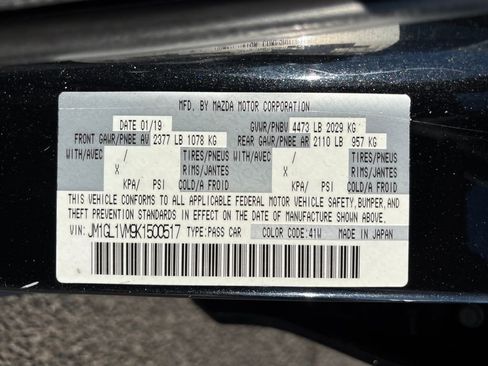 MFD. BY MAZDA MOTOR CORPORATION
DATE 01/19 GVWR/PNBV 4473 LB 2029 KG
FRONT GAWR/PNBE AV 2377 LB 1078 KG REAR GAWR/PNBE AR 2110 LB 957 KG
WITH/AVEC / TIRES/PNEUS WITH/AVEC / TIRES/PNEUS
X RIMS/JANTES X RIMS/JANTES
KPA/ PSI COLD/A FROID KPA/ PSI COLD/A FROID
THIS VEHICLE CONFORMS TO ALL APPLICABLE FEDERAL MOTOR VEHICLE SAFETY, BUMPER, AND
THEFT PREVENTION STANDARDS IN EFFECT ON THE DATE OF MANUFACTURE SHOWN ABOVE.
VIN: JM1GL1VM9K1500517 TYPE:PASS CAR COLOR CODE:41W MADE IN JAPAN